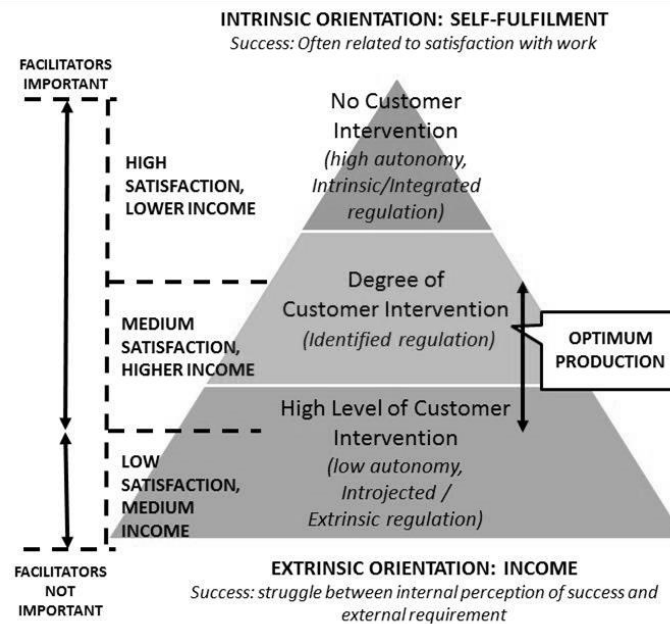 INTRINSIC ORIENTATION: SELF-FULFILMENT
Success: Often related to satisfaction with work
FACILITATORS
IMPORTANT
No Customer
Intervention
(high autonomy,
Intrinsic/Integrated
regulation)
HIGH
SATISFACTION,
LOWER INCOME
Degree of
Customer Intervention
(Identified regulation)
MEDIUM
SATISFACTION,
HIGHER INCOME
OPTIMUM
PRODUCTION
High Level of Customer
Intervention
(low autonomy,
Introjected /
Extrinsic regulation)
LOW
SATISFACTION,
MEDIUM
INCOME
FACILITATORS
NOT
IMPORTANT
EXTRINSIC ORIENTATION: INCOME
Success: struggle between internal perception of success and
external requirement